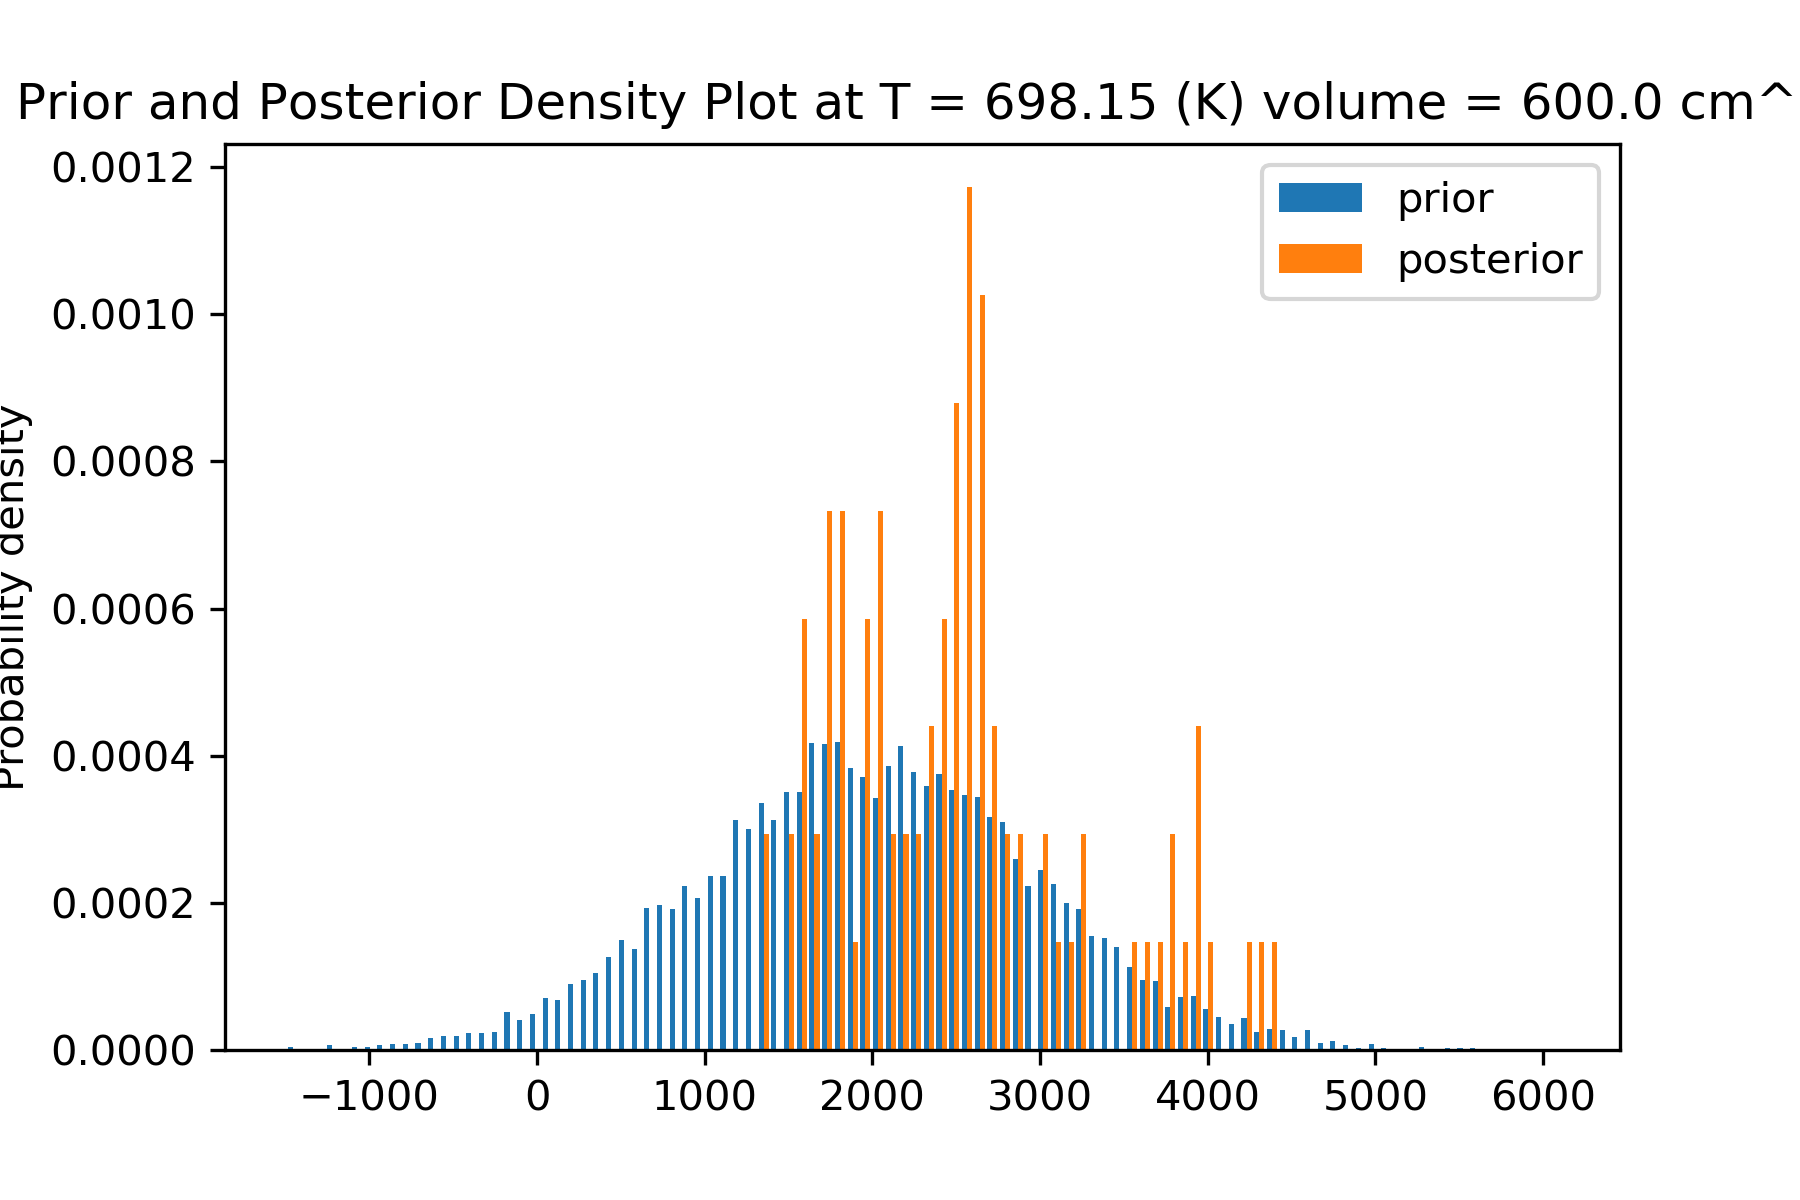 Prior and Posterior Density Plot at T = 698.15 (K) volume = 600.0 cm^
prior
posterior
Probability density
0.0012
0.0010
0.0008
0.0006
0.0004
0.0002
0.0000
−1000 0 1000 2000 3000 4000 5000 6000